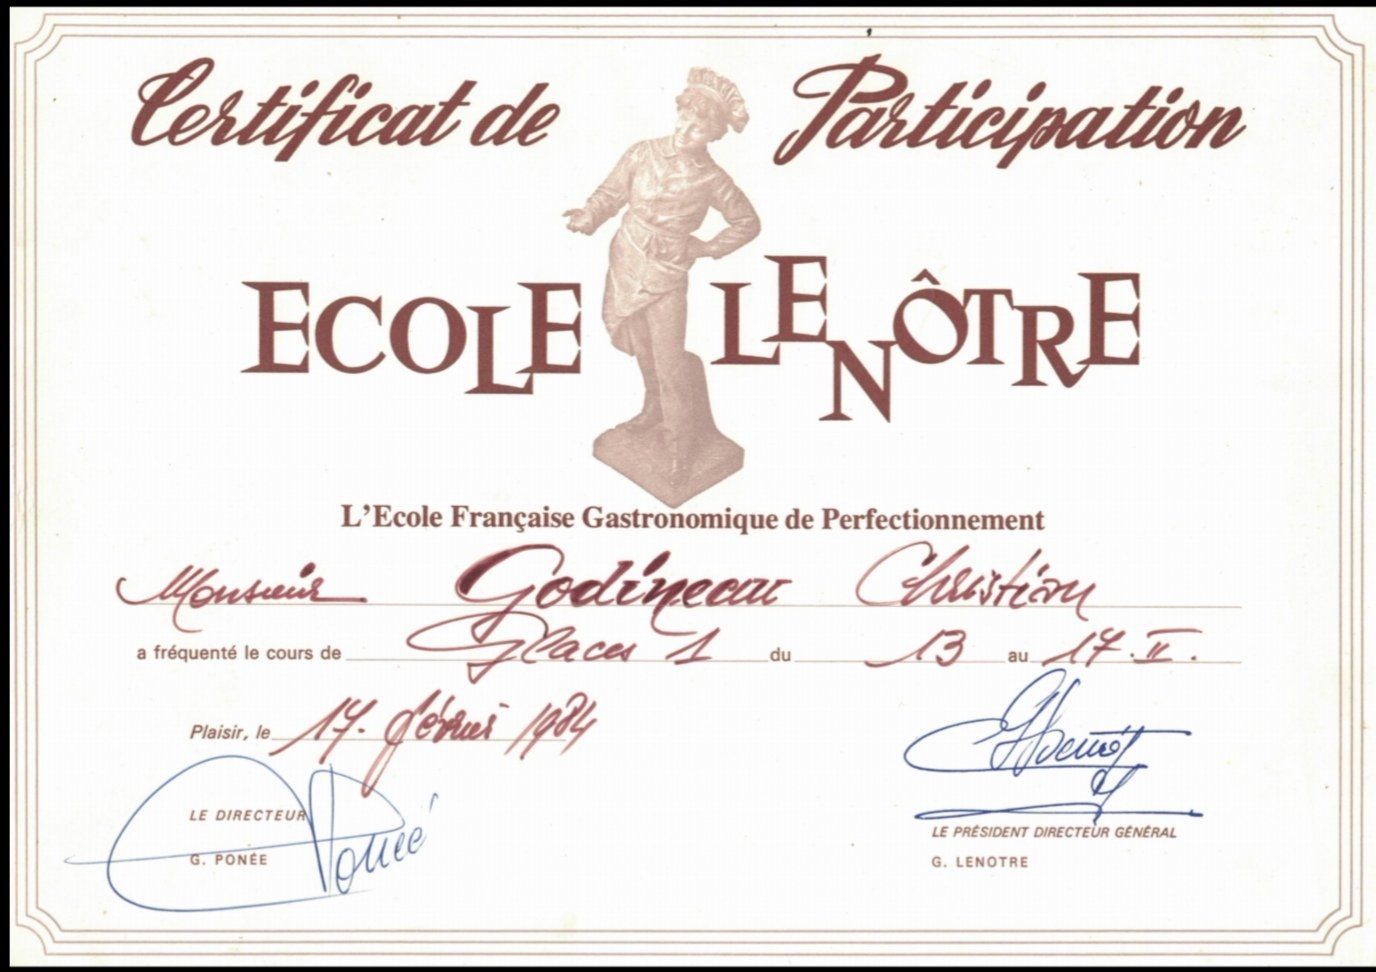 Certificat de Participation
ECOLE LENÔTRE
L'Ecole Française Gastronomique de Perfectionnement
Monsieur Godineau Christian
a fréquenté le cours de Glaces 1 du 13 au 17. II.
Plaisir, le 17. février 1984
LE DIRECTEUR
G. PONÉE
Ponée
LE PRÉSIDENT DIRECTEUR GÉNÉRAL
G. LENOTRE